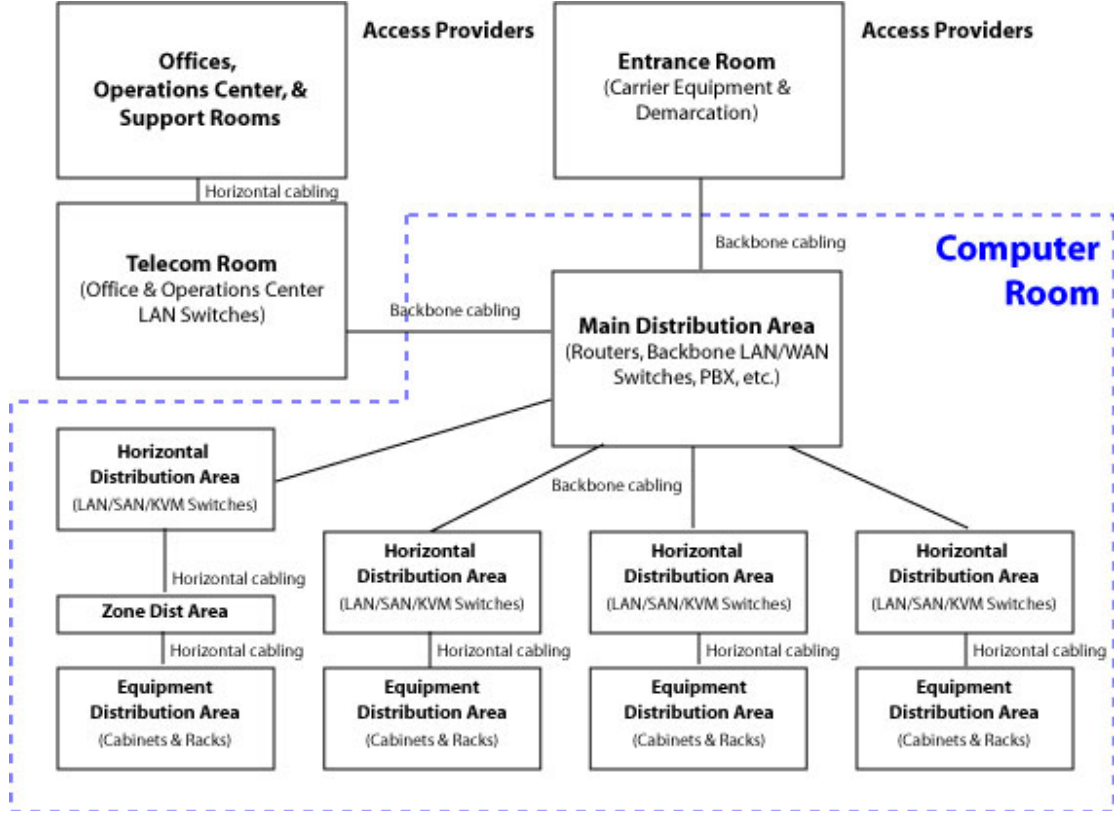 Access Providers
Access Providers
Offices,
Operations Center, &
Support Rooms
Entrance Room
(Carrier Equipment &
Demarcation)
Horizontal cabling
Backbone cabling
Computer
Room
Telecom Room
(Office & Operations Center
LAN Switches)
Backbone cabling
Main Distribution Area
(Routers, Backbone LAN/WAN
Switches, PBX, etc.)
Horizontal
Distribution Area
(LAN/SAN/KVM Switches)
Backbone cabling
Horizontal
Distribution Area
(LAN/SAN/KVM Switches)
Horizontal
Distribution Area
(LAN/SAN/KVM Switches)
Horizontal
Distribution Area
(LAN/SAN/KVM Switches)
Horizontal cabling
Zone Dist Area
Horizontal cabling
Horizontal cabling
Horizontal cabling
Horizontal cabling
Equipment
Distribution Area
(Cabinets & Racks)
Equipment
Distribution Area
(Cabinets & Racks)
Equipment
Distribution Area
(Cabinets & Racks)
Equipment
Distribution Area
(Cabinets & Racks)